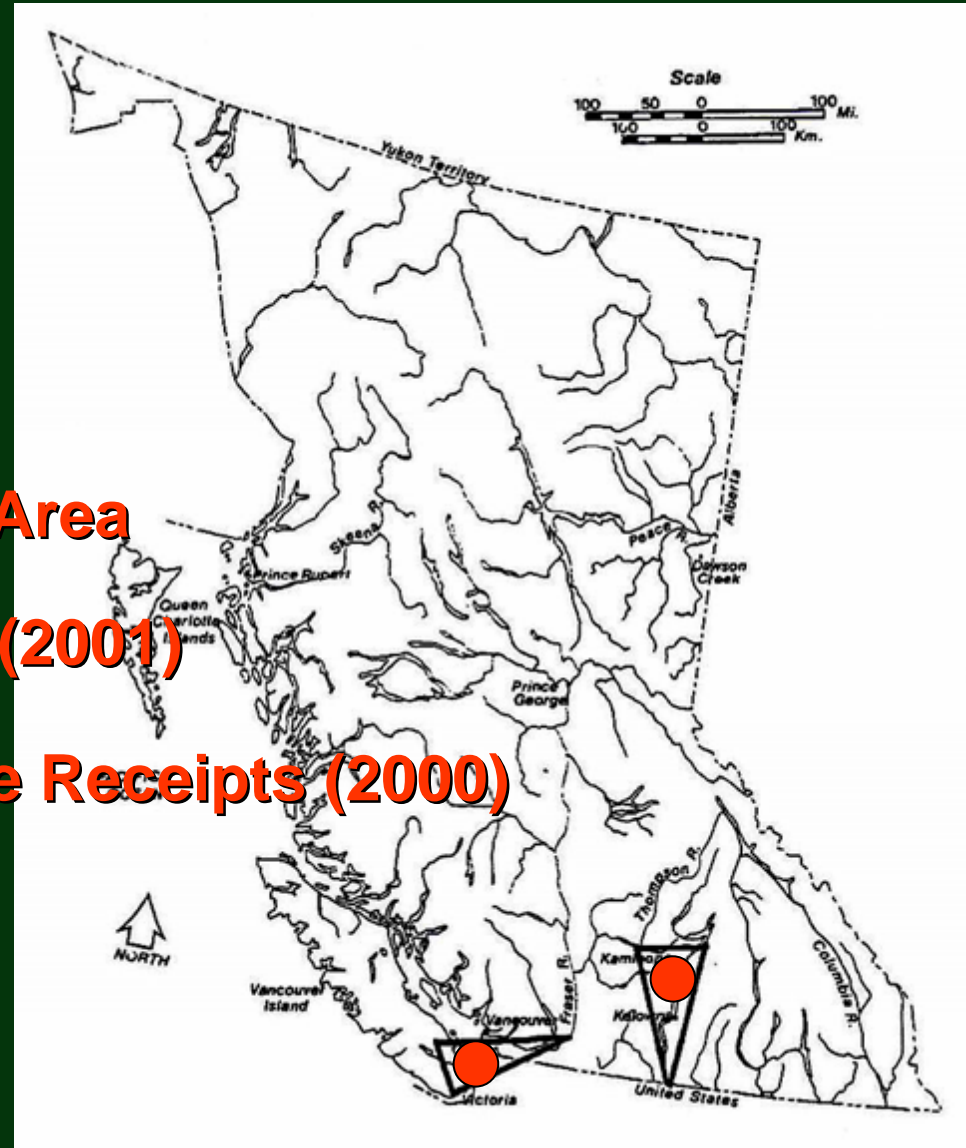 Scale
100 50 0 100 Mi.
100 0 100 Km.
Yukon Territory
Alberta
Area
Skeena R.
Peace R.
Dawson Creek
Prince Rupert
Queen Charlotte Islands
(2001)
Prince George
e Receipts (2000)
Thompson R.
NORTH
Columbia R.
Vancouver Island
Vancouver
Fraser R.
Kelowna
United States
Victoria